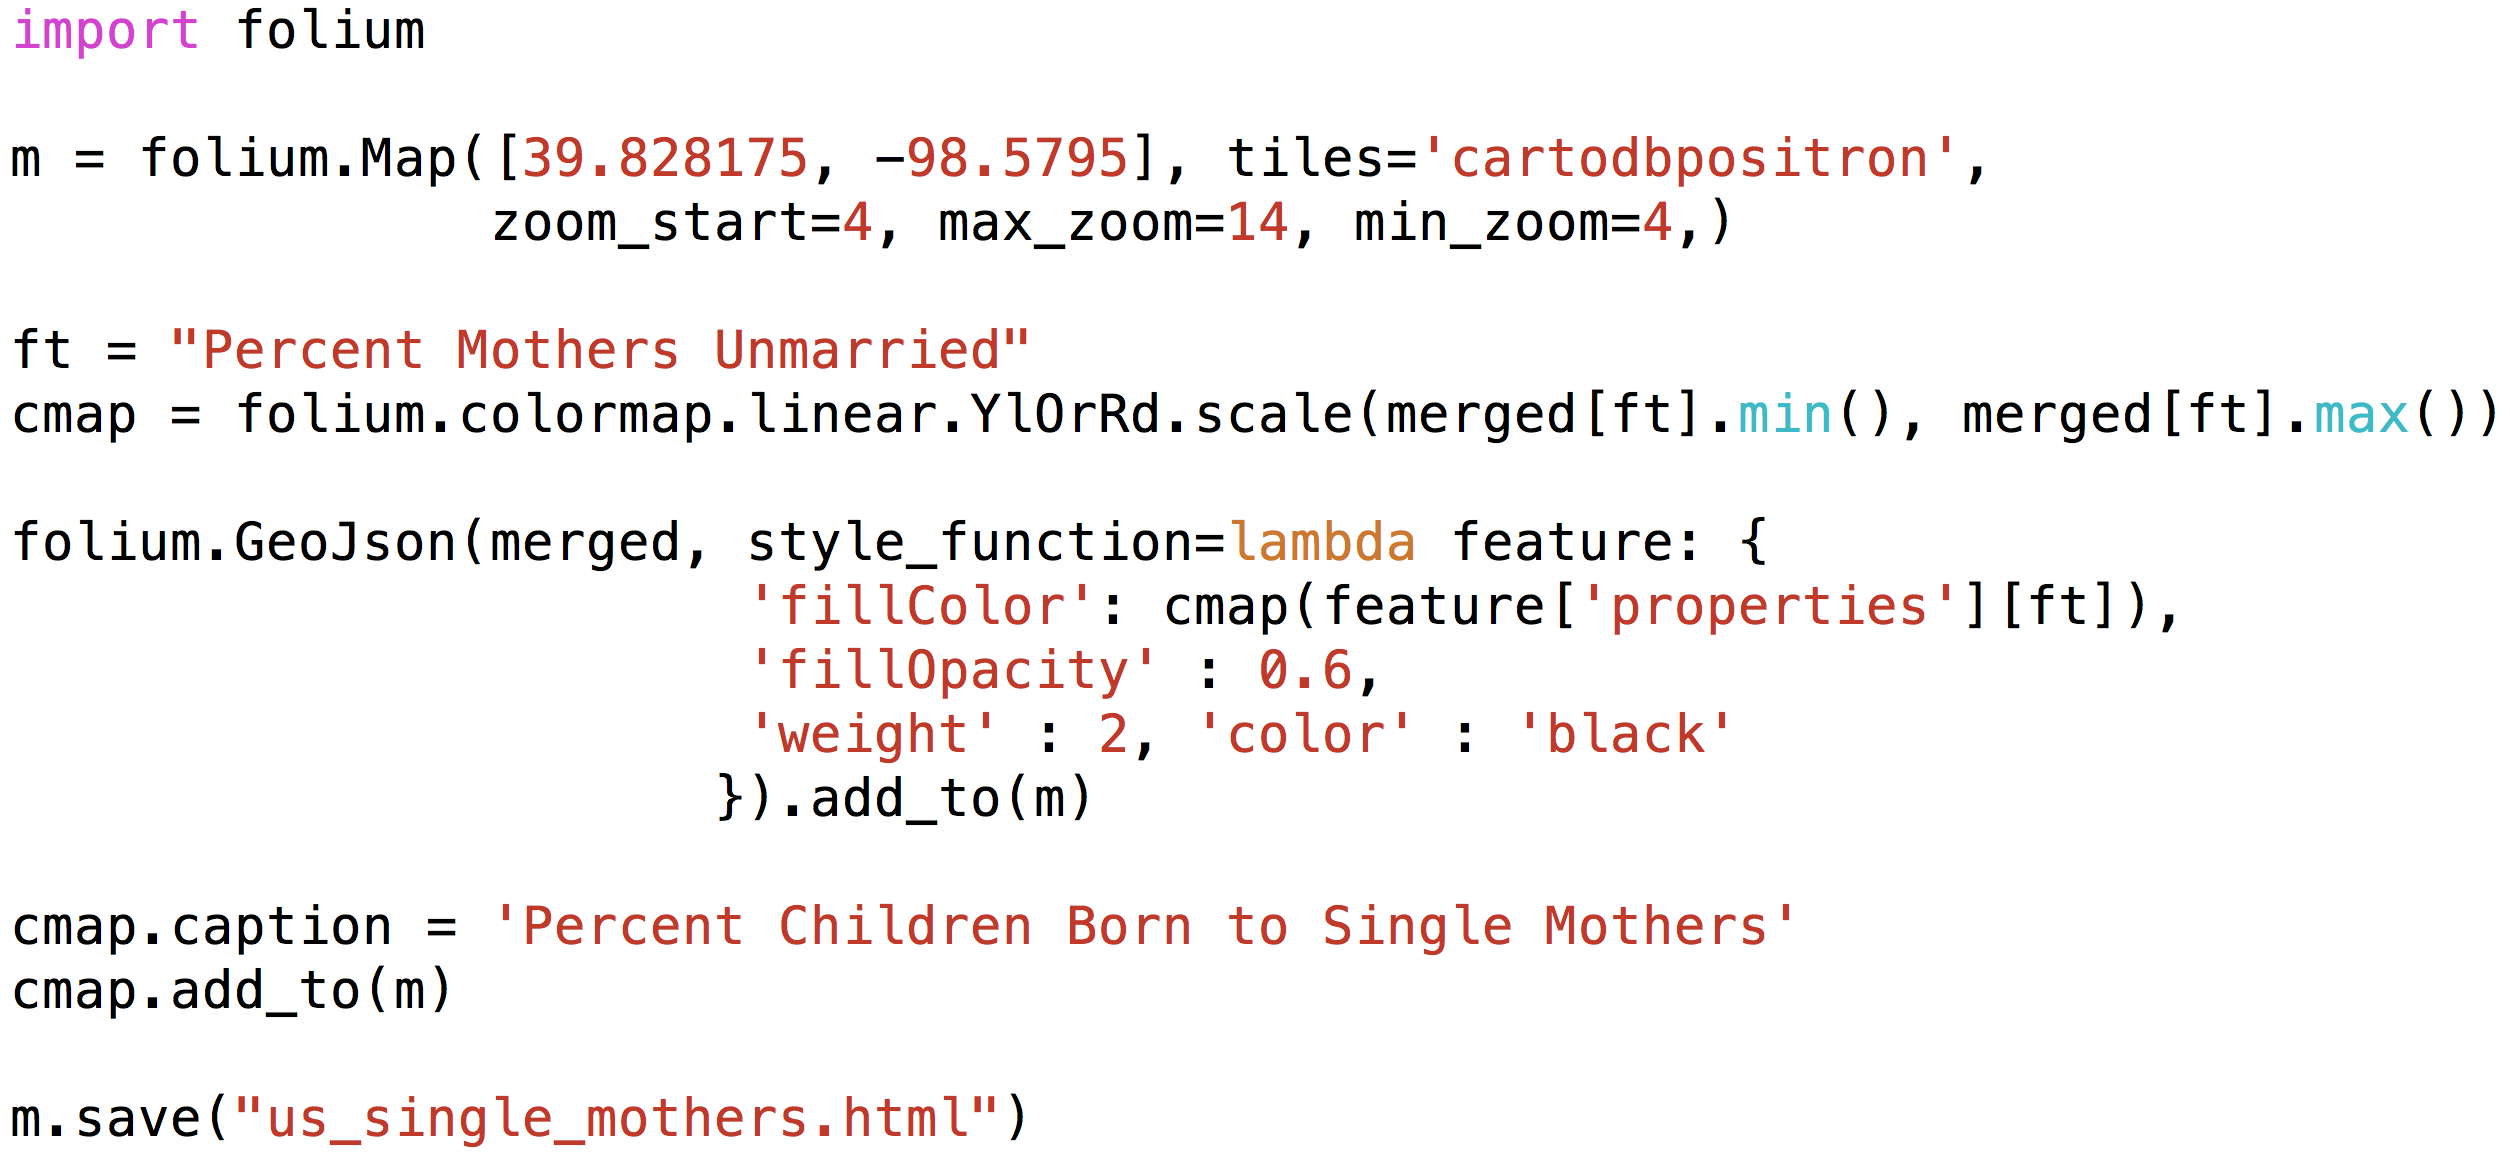 import folium

m = folium.Map([39.828175, -98.5795], tiles='cartodbpositron',
               zoom_start=4, max_zoom=14, min_zoom=4,)

ft = "Percent Mothers Unmarried"
cmap = folium.colormap.linear.YlOrRd.scale(merged[ft].min(), merged[ft].max())

folium.GeoJson(merged, style_function=lambda feature: {
                       'fillColor': cmap(feature['properties'][ft]),
                       'fillOpacity' : 0.6,
                       'weight' : 2, 'color' : 'black'
                      }).add_to(m)

cmap.caption = 'Percent Children Born to Single Mothers'
cmap.add_to(m)

m.save("us_single_mothers.html")